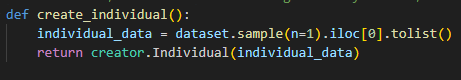 def create_individual():
    individual_data = dataset.sample(n=1).iloc[0].tolist()
    return creator.Individual(individual_data)